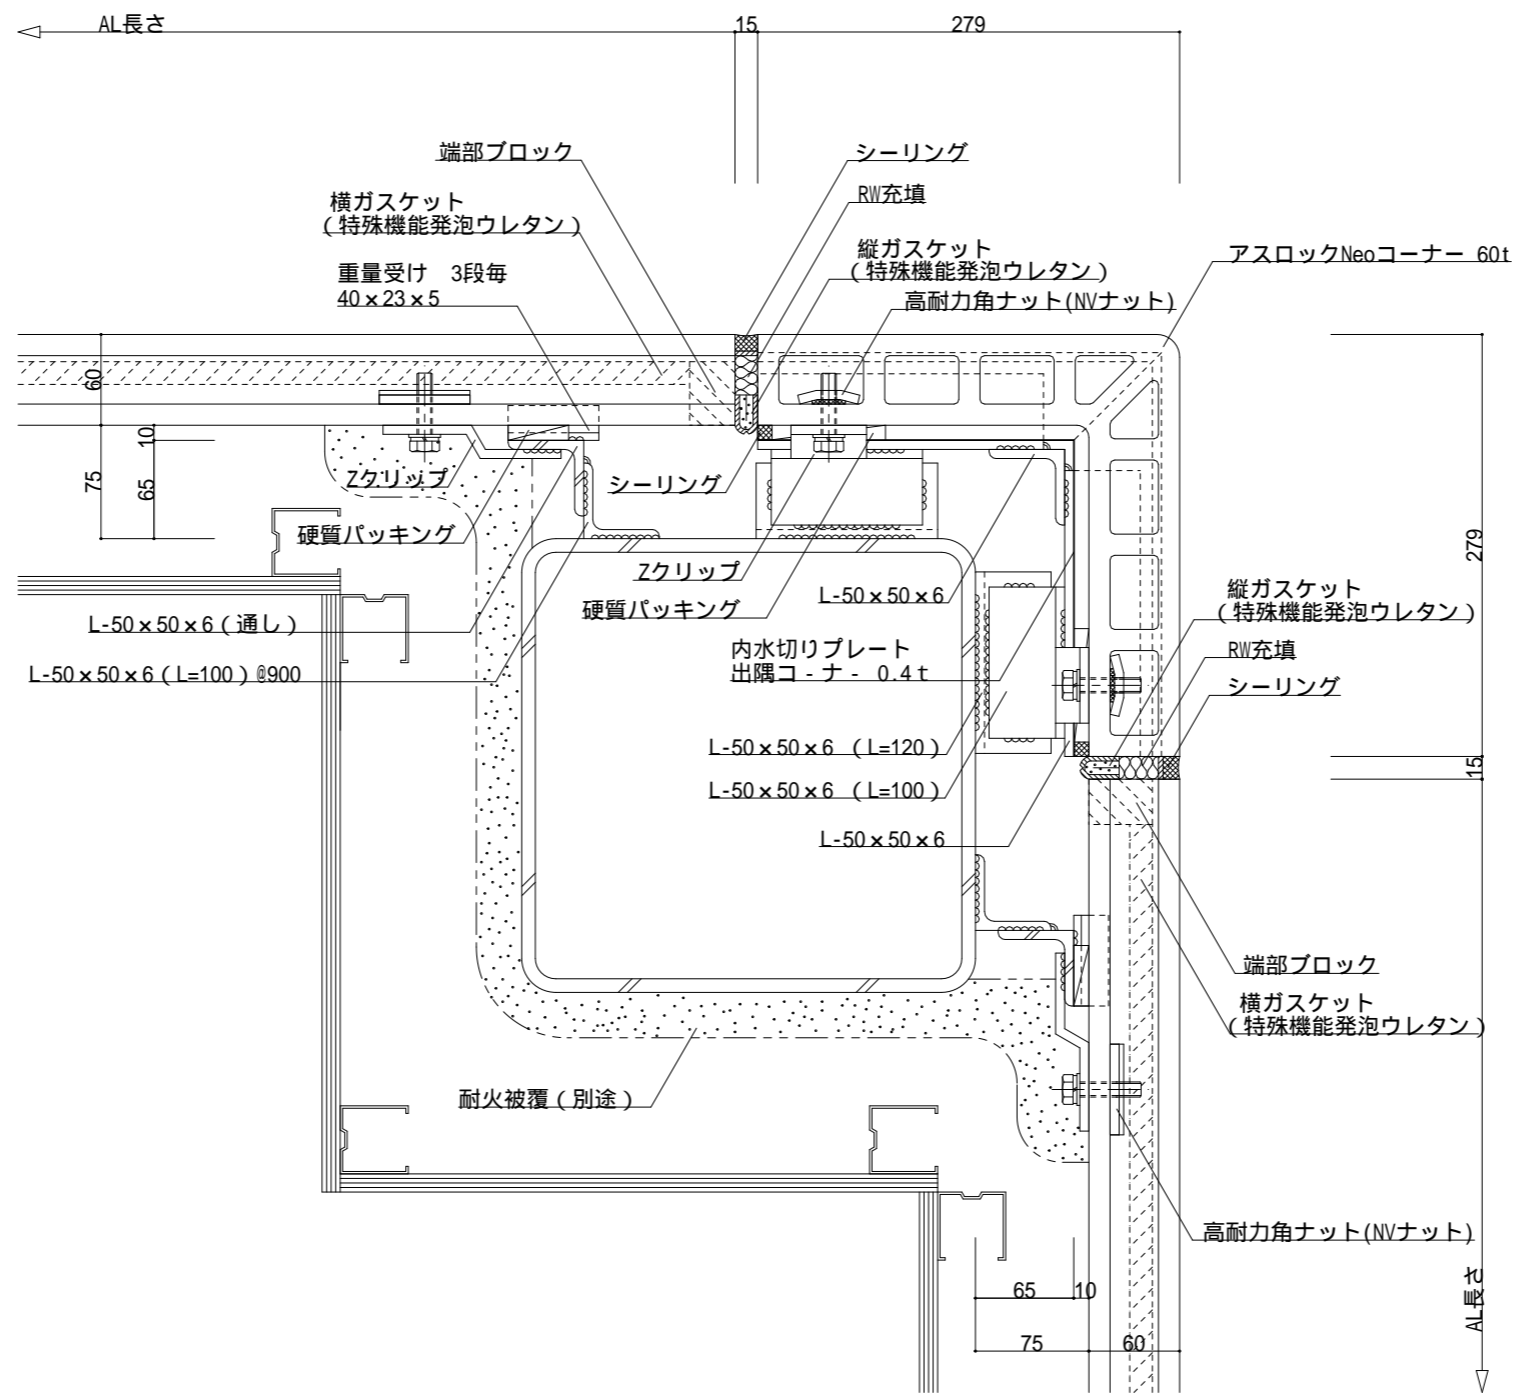 AL長さ
15
279
端部ブロック
シーリング
横ガスケット
(特殊機能発泡ウレタン)
RW充填
重量受け　3段毎
40×23×5
縦ガスケット
(特殊機能発泡ウレタン)
高耐力角ナット(NVナット)
アスロックNeoコーナー 60t
60
10
75
65
Zクリップ
シーリング
硬質パッキング
Zクリップ
硬質パッキング
L-50×50×6
L-50×50×6(通し)
L-50×50×6(L=100)@900
内水切りプレート
出隅コ-ナ- 0.4t
279
縦ガスケット
(特殊機能発泡ウレタン)
RW充填
シーリング
L-50×50×6 (L=120)
L-50×50×6 (L=100)
15
L-50×50×6
端部ブロック
横ガスケット
(特殊機能発泡ウレタン)
耐火被覆(別途)
高耐力角ナット(NVナット)
65
10
75
60
AL長さ